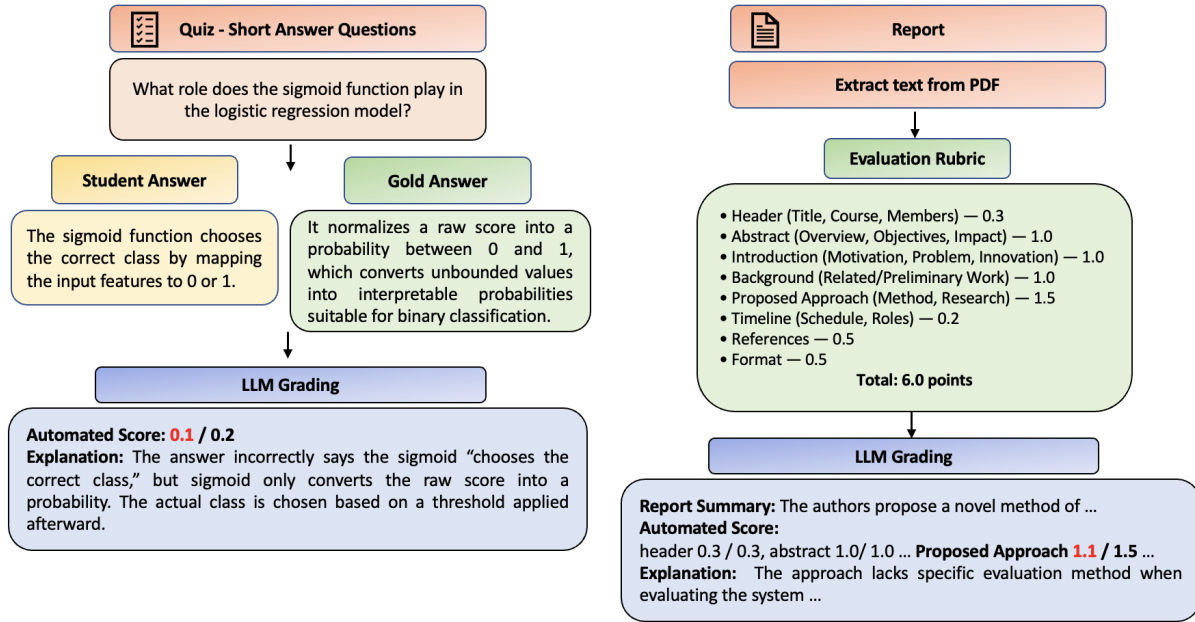 Quiz - Short Answer Questions
What role does the sigmoid function play in
the logistic regression model?
Student Answer
The sigmoid function chooses
the correct class by mapping
the input features to 0 or 1.
Gold Answer
It normalizes a raw score into a
probability between 0 and 1,
which converts unbounded values
into interpretable probabilities
suitable for binary classification.
LLM Grading
Automated Score: 0.1 / 0.2
Explanation: The answer incorrectly says the sigmoid “chooses the
correct class,” but sigmoid only converts the raw score into a
probability. The actual class is chosen based on a threshold applied
afterward.
Report
Extract text from PDF
Evaluation Rubric
• Header (Title, Course, Members) — 0.3
• Abstract (Overview, Objectives, Impact) — 1.0
• Introduction (Motivation, Problem, Innovation) — 1.0
• Background (Related/Preliminary Work) — 1.0
• Proposed Approach (Method, Research) — 1.5
• Timeline (Schedule, Roles) — 0.2
• References — 0.5
• Format — 0.5
Total: 6.0 points
LLM Grading
Report Summary: The authors propose a novel method of ...
Automated Score:
header 0.3 / 0.3, abstract 1.0/ 1.0 ... Proposed Approach 1.1 / 1.5 ...
Explanation: The approach lacks specific evaluation method when
evaluating the system ...